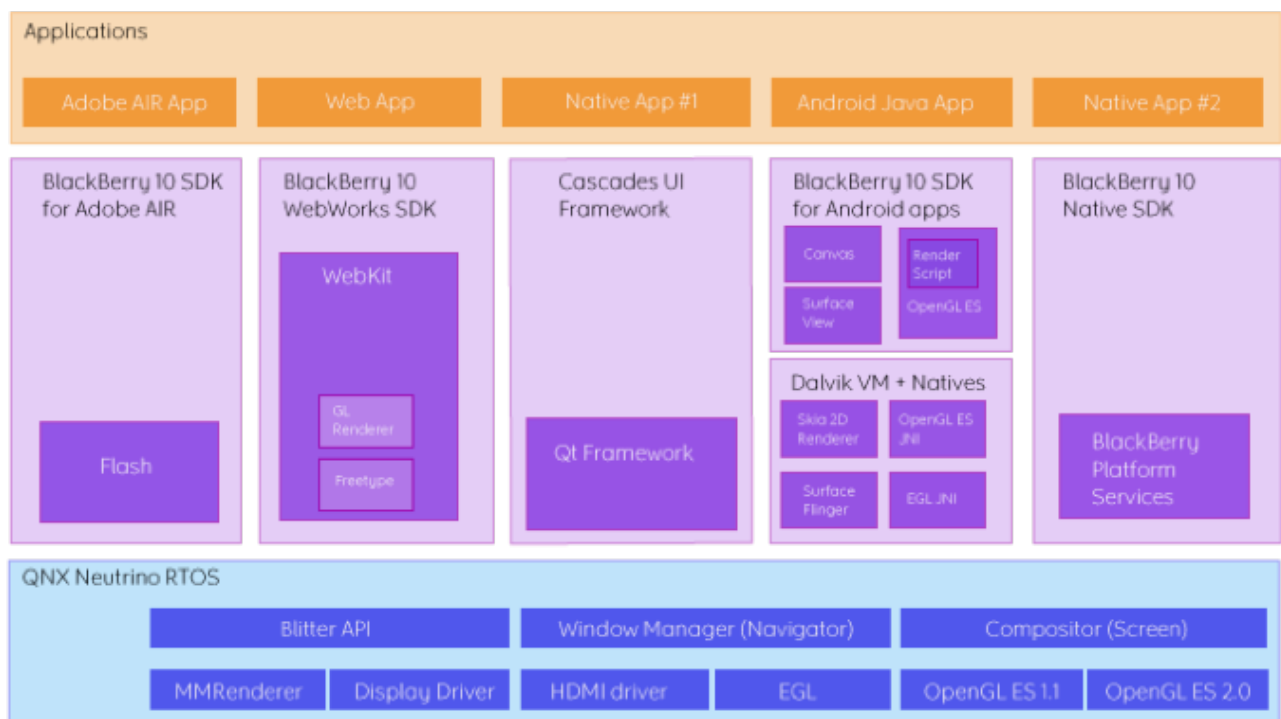 Applications
Adobe AIR App
Web App
Native App #1
Android Java App
Native App #2
BlackBerry 10 SDK
for Adobe AIR
Flash
BlackBerry 10
WebWorks SDK
WebKit
GL
Renderer
Freetype
Cascades UI
Framework
Qt Framework
BlackBerry 10 SDK
for Android apps
Canvas
Render
Script
Surface
View
OpenGL ES
Dalvik VM + Natives
Skia 2D
Renderer
OpenGL ES
JNI
Surface
Flinger
EGL JNI
BlackBerry 10
Native SDK
BlackBerry
Platform
Services
QNX Neutrino RTOS
Blitter API
Window Manager (Navigator)
Compositor (Screen)
MMRenderer
Display Driver
HDMI driver
EGL
OpenGL ES 1.1
OpenGL ES 2.0